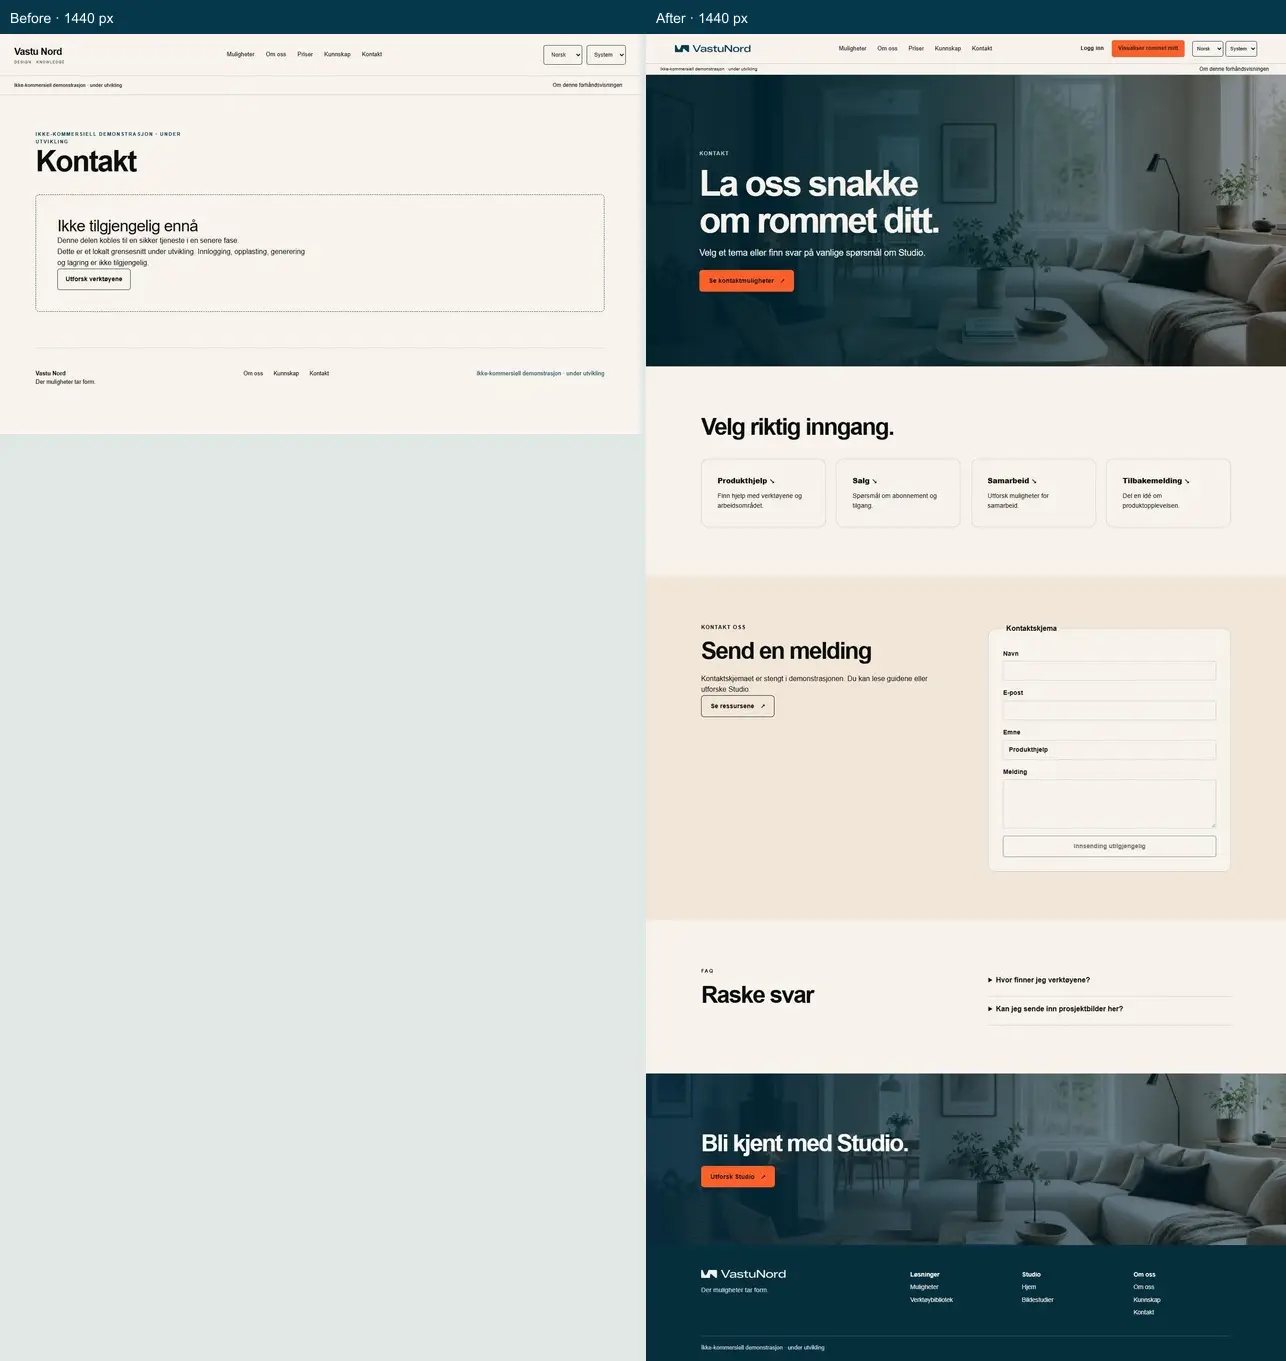 Before · 1440 px
Vastu Nord
DESIGN · KNOWLEDGE
Muligheter Om oss Priser Kunnskap Kontakt
Norsk System
Ikke-kommersiell demonstrasjon · under utvikling
Om denne forhåndsvisningen
IKKE-KOMMERSIELL DEMONSTRASJON · UNDER
UTVIKLING
Kontakt
Ikke tilgjengelig ennå
Denne delen kobles til en sikker tjeneste i en senere fase.
Dette er et lokalt grensesnitt under utvikling. Innlogging, opplasting, generering
og lagring er ikke tilgjengelig.
Utforsk verktøyene
Vastu Nord
Der muligheter tar form.
Om oss Kunnskap Kontakt
Ikke-kommersiell demonstrasjon · under utvikling
After · 1440 px
VastuNord
Muligheter Om oss Priser Kunnskap Kontakt
Logg inn
Visualiser rommet mitt
Norsk System
Ikke-kommersiell demonstrasjon · under utvikling
Om denne forhåndsvisningen
KONTAKT
La oss snakke
om rommet ditt.
Velg et tema eller finn svar på vanlige spørsmål om Studio.
Se kontaktmuligheter ↗
Velg riktig inngang.
Produkthjelp ↘
Finn hjelp med verktøyene og
arbeidsområdet.
Salg ↘
Spørsmål om abonnement og
tilgang.
Samarbeid ↘
Utforsk muligheter for
samarbeid.
Tilbakemelding ↘
Del en idé om
produktopplevelsen.
KONTAKT OSS
Send en melding
Kontaktskjemaet er stengt i demonstrasjonen. Du kan lese guidene eller
utforske Studio.
Se ressursene ↗
Kontaktskjema
Navn
E-post
Emne
Produkthjelp
Melding
Innsending utilgjengelig
FAQ
Raske svar
▶ Hvor finner jeg verktøyene?
▶ Kan jeg sende inn prosjektbilder her?
Bli kjent med Studio.
Utforsk Studio ↗
VastuNord
Der muligheter tar form.
Løsninger
Muligheter
Verktøybibliotek
Studio
Hjem
Bildestudier
Om oss
Om oss
Kunnskap
Kontakt
Ikke-kommersiell demonstrasjon · under utvikling